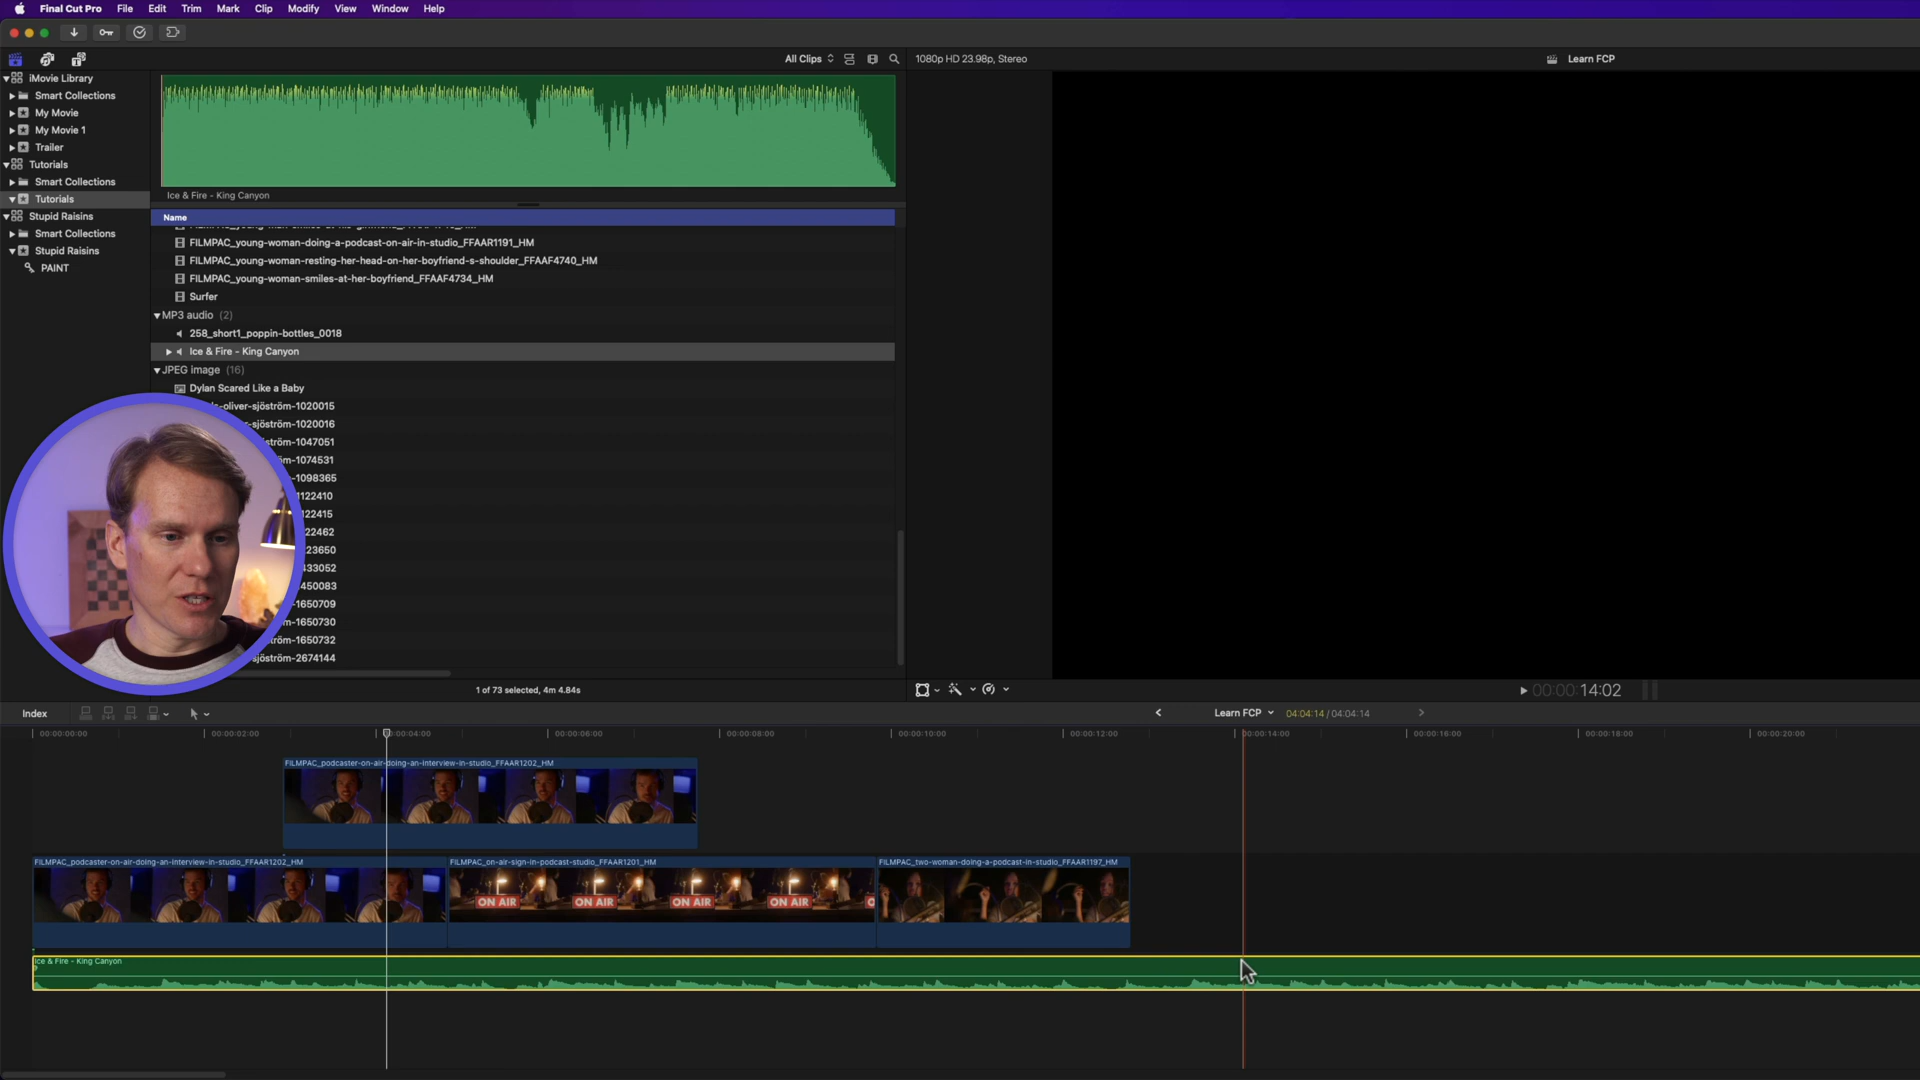 Final Cut Pro File Edit Trim Mark Clip Modify View Window Help
All Clips
1080p HD 23.98p, Stereo
Learn FCP
iMovie Library
Smart Collections
My Movie
My Movie 1
Trailer
Tutorials
Smart Collections
Tutorials
Stupid Raisins
Smart Collections
Stupid Raisins
PAINT
Ice & Fire - King Canyon
Name
FILMPAC_young-woman-doing-a-podcast-on-air-in-studio_FFAAR1191_HM
FILMPAC_young-woman-resting-her-head-on-her-boyfriend-s-shoulder_FFAAF4740_HM
FILMPAC_young-woman-smiles-at-her-boyfriend_FFAAF4734_HM
Surfer
MP3 audio (2)
258_short1_poppin-bottles_0018
Ice & Fire - King Canyon
JPEG image (16)
Dylan Scared Like a Baby
-oliver-sjöström-1020015
sjöström-1020016
ström-1047051
ström-1074531
-1098365
1122410
122415
22462
23650
433052
450083
-1650709
-1650730
-1650732
sjöström-2674144
1 of 73 selected, 4m 4.84s
00:00:14:02
Index
Learn FCP
04:04:14 / 04:04:14
00:00:00:00 00:00:02:00 00:04:00 00:00:06:00 00:00:08:00 00:00:10:00 00:00:12:00 00:00:14:00 00:00:16:00 00:00:18:00 00:00:20:00
FILMPAC_podcaster-on-air-doing-an-interview-in-studio_FFAAR1202_HM
FILMPAC_podcaster-on-air-doing-an-interview-in-studio_FFAAR1202_HM
FILMPAC_on-air-sign-in-podcast-studio_FFAAR1201_HM
FILMPAC_two-woman-doing-a-podcast-in-studio_FFAAR1197_HM
ON AIR ON AIR ON AIR ON AIR O
Ice & Fire - King Canyon